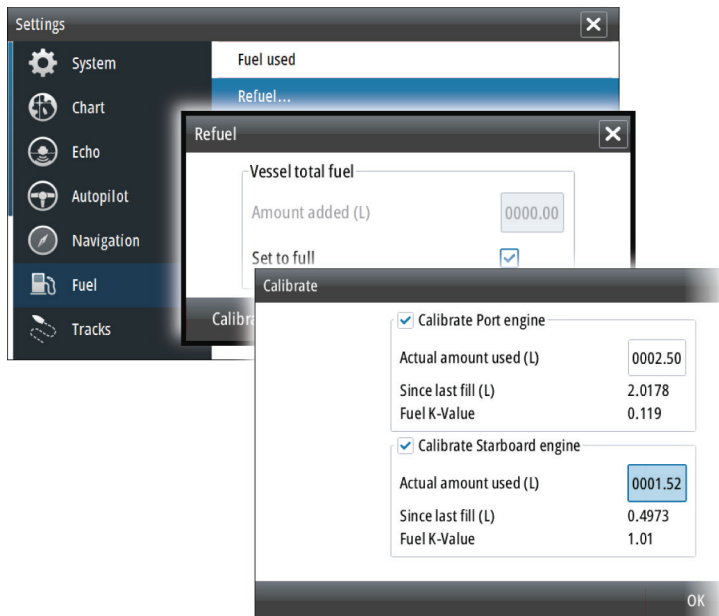 Settings
System
Chart
Echo
Autopilot
Navigation
Fuel
Tracks
Fuel used
Refuel...
Refuel
Vessel total fuel
Amount added (L) 0000.00
Set to full
Calibrate
Calibrate Port engine
Actual amount used (L) 0002.50
Since last fill (L) 2.0178
Fuel K-Value 0.119
Calibrate Starboard engine
Actual amount used (L) 0001.52
Since last fill (L) 0.4973
Fuel K-Value 1.01
OK